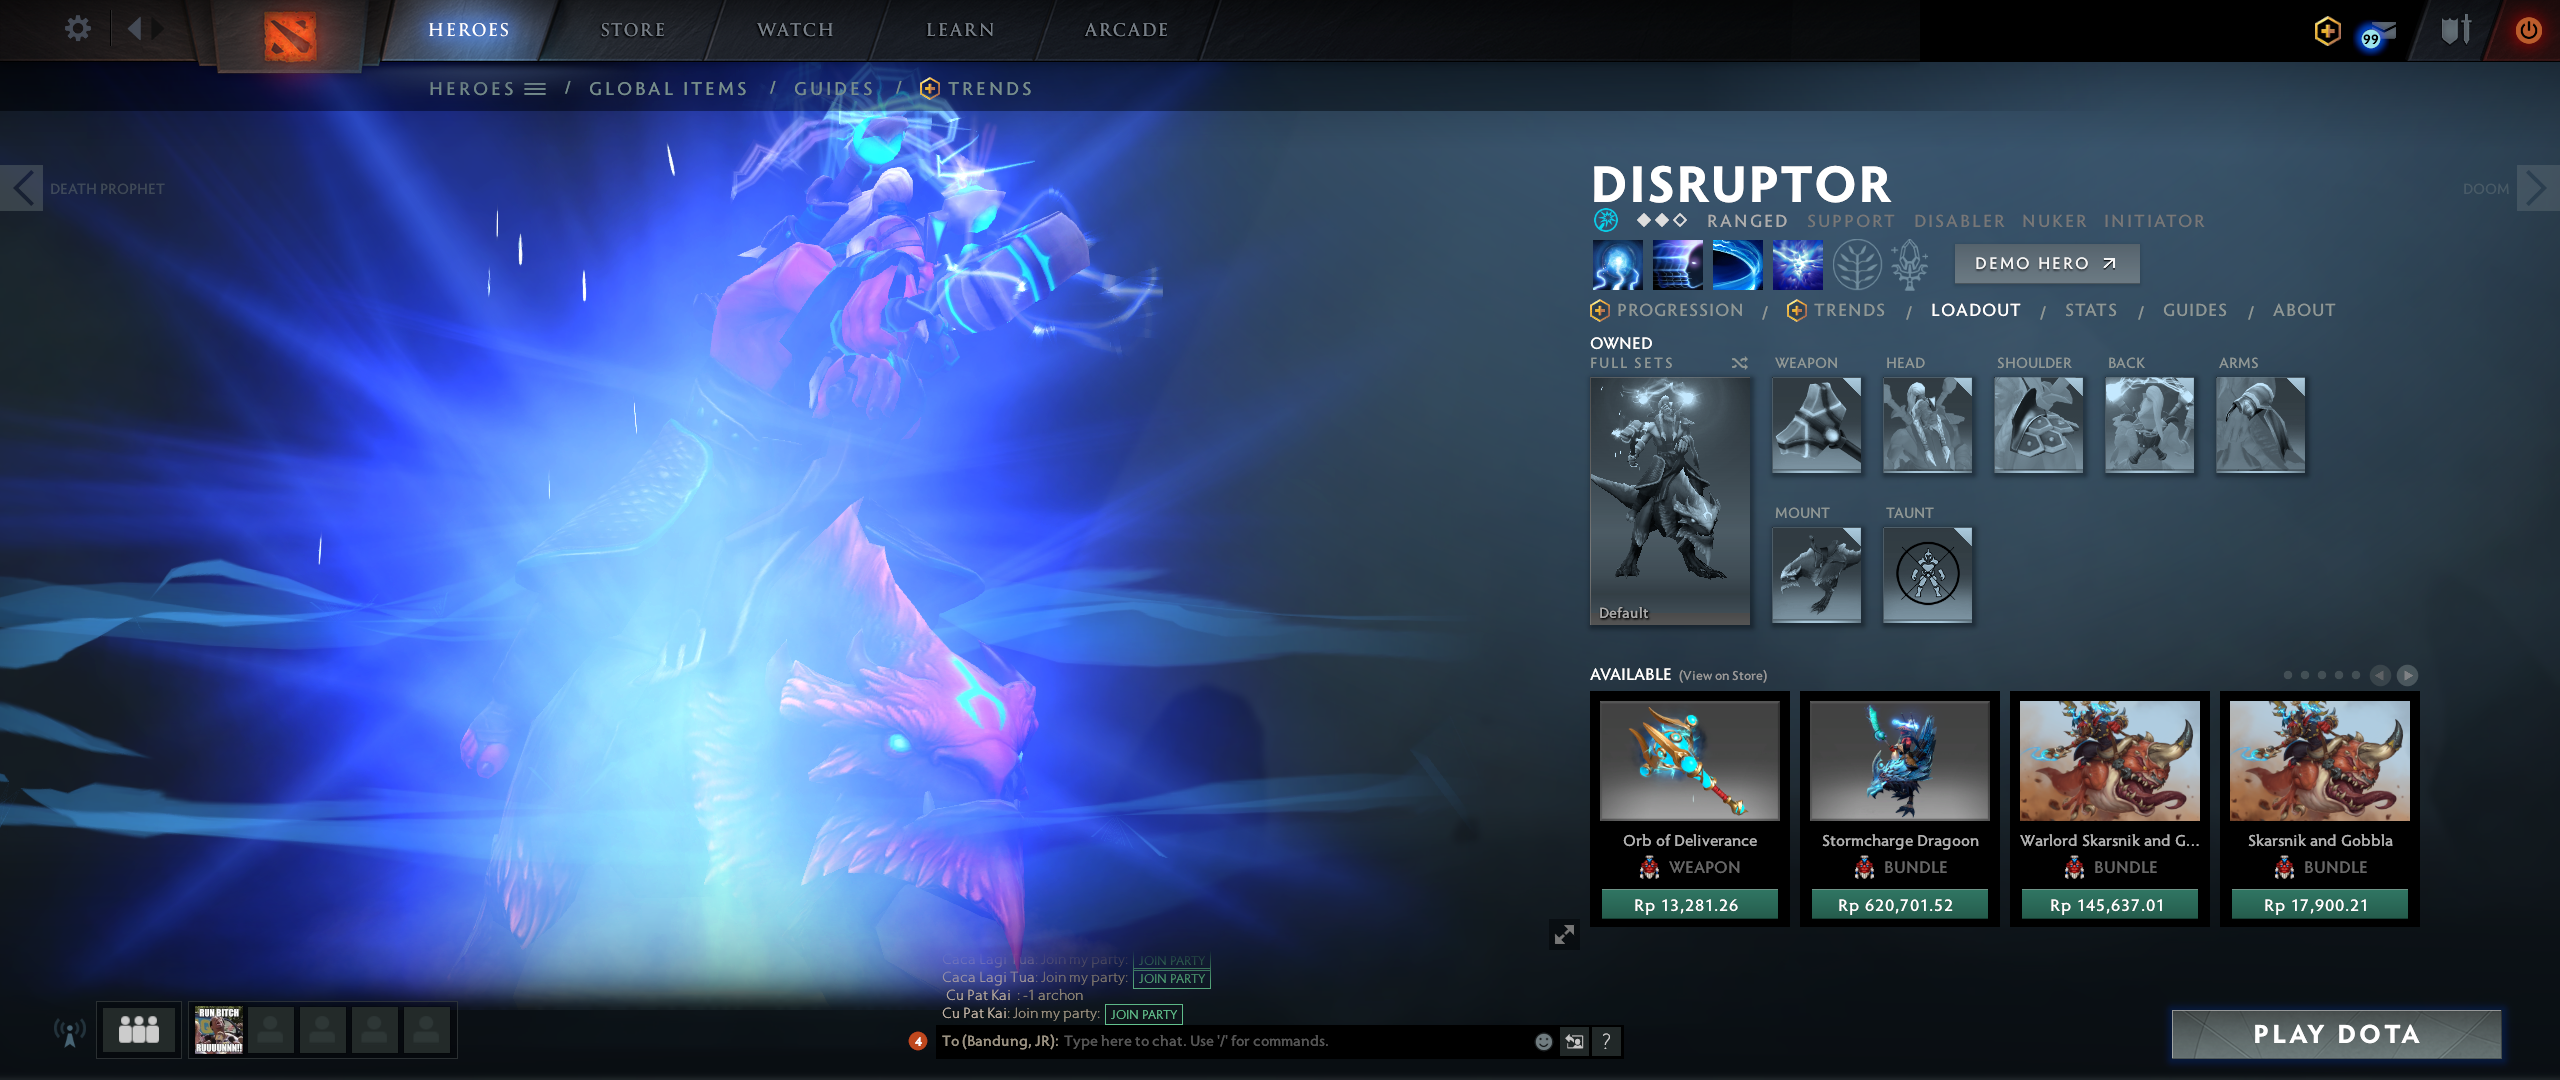 HEROES
STORE
WATCH
LEARN
ARCADE
99
HEROES / GLOBAL ITEMS / GUIDES / TRENDS
DEATH PROPHET
DOOM
DISRUPTOR
RANGED SUPPORT DISABLER NUKER INITIATOR
DEMO HERO
PROGRESSION / TRENDS / LOADOUT / STATS / GUIDES / ABOUT
OWNED
FULL SETS
WEAPON
HEAD
SHOULDER
BACK
ARMS
MOUNT
TAUNT
Default
AVAILABLE (View on Store)
Orb of Deliverance
WEAPON
Rp 13,281.26
Stormcharge Dragoon
BUNDLE
Rp 620,701.52
Warlord Skarsnik and G...
BUNDLE
Rp 145,637.01
Skarsnik and Gobbla
BUNDLE
Rp 17,900.21
Caca Lagi Tua: Join my party: JOIN PARTY
Caca Lagi Tua: Join my party: JOIN PARTY
Cu Pat Kai : -1 archon
Cu Pat Kai: Join my party: JOIN PARTY
4
To (Bandung, JR): Type here to chat. Use '/' for commands.
?
RUN BITCH
RUUUUNNN!!
PLAY DOTA